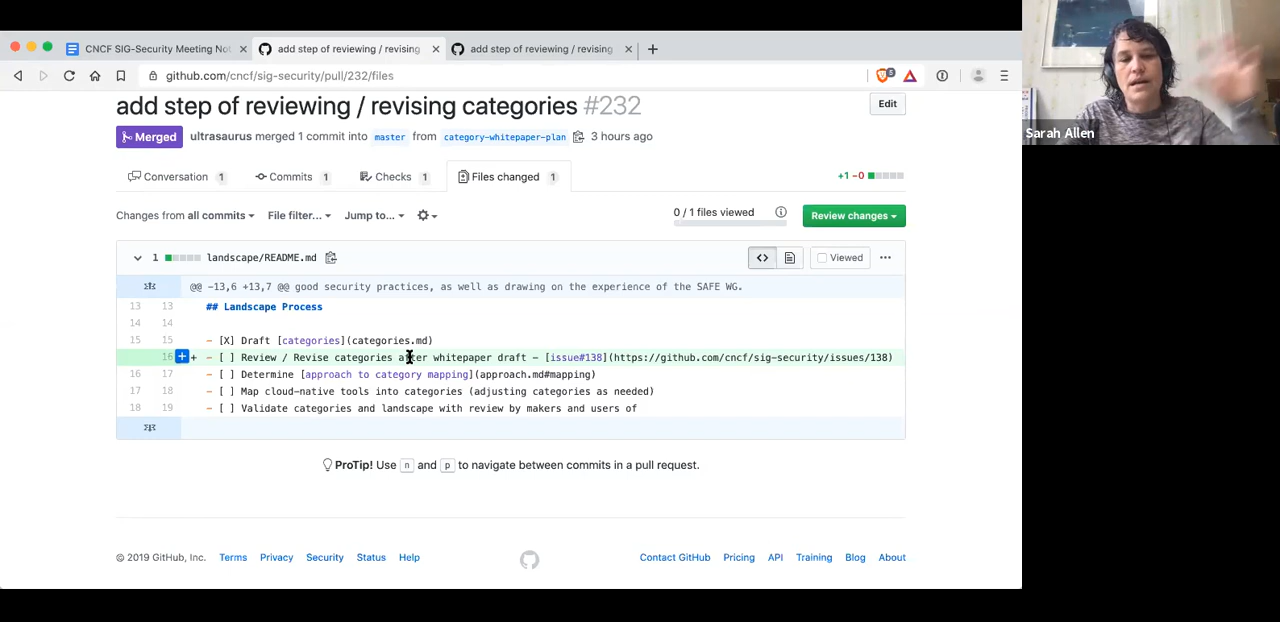 CNCF SIG-Security Meeting Not
add step of reviewing / revising
add step of reviewing / revising
github.com/cncf/sig-security/pull/232/files
5
add step of reviewing / revising categories #232
Edit
Merged
ultrasaurus merged 1 commit into master from category-whitepaper-plan 3 hours ago
Conversation 1
Commits 1
Checks 1
Files changed 1
+1 −0
Changes from all commits
File filter...
Jump to...
0 / 1 files viewed
Review changes
1 landscape/README.md
Viewed
@@ -13,6 +13,7 @@ good security practices, as well as drawing on the experience of the SAFE WG.
13 13 ## Landscape Process
14 14
15 15 - [X] Draft [categories](categories.md)
16 + - [ ] Review / Revise categories after whitepaper draft - [issue#138](https://github.com/cncf/sig-security/issues/138)
16 17 - [ ] Determine [approach to category mapping](approach.md#mapping)
17 18 - [ ] Map cloud-native tools into categories (adjusting categories as needed)
18 19 - [ ] Validate categories and landscape with review by makers and users of
ProTip! Use n and p to navigate between commits in a pull request.
© 2019 GitHub, Inc.
Terms
Privacy
Security
Status
Help
Contact GitHub
Pricing
API
Training
Blog
About
Sarah Allen